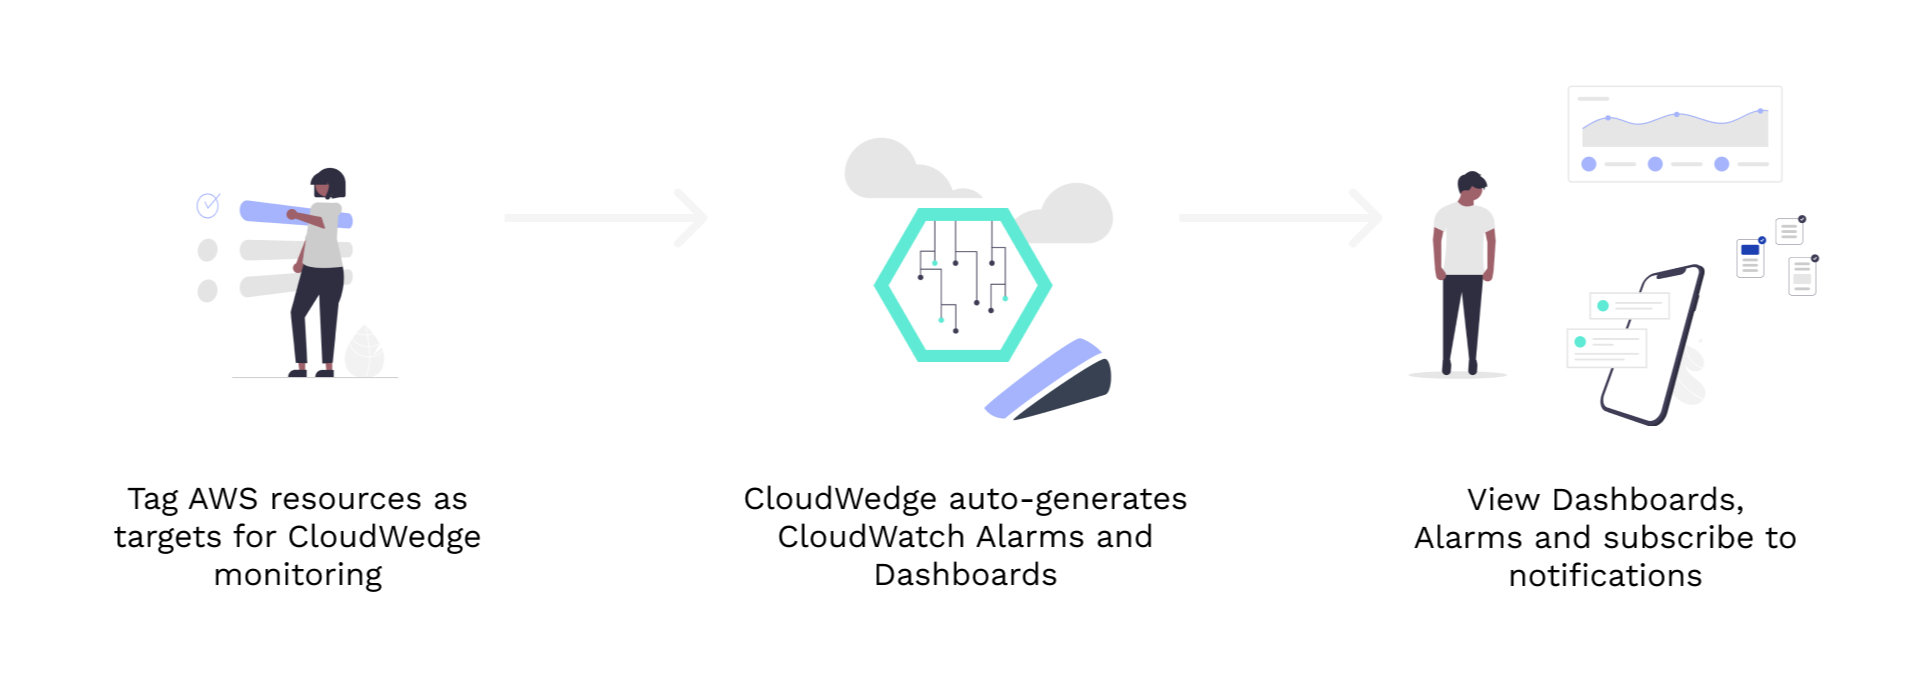 Tag AWS resources as
targets for CloudWedge
monitoring
CloudWedge auto-generates
CloudWatch Alarms and
Dashboards
View Dashboards,
Alarms and subscribe to
notifications